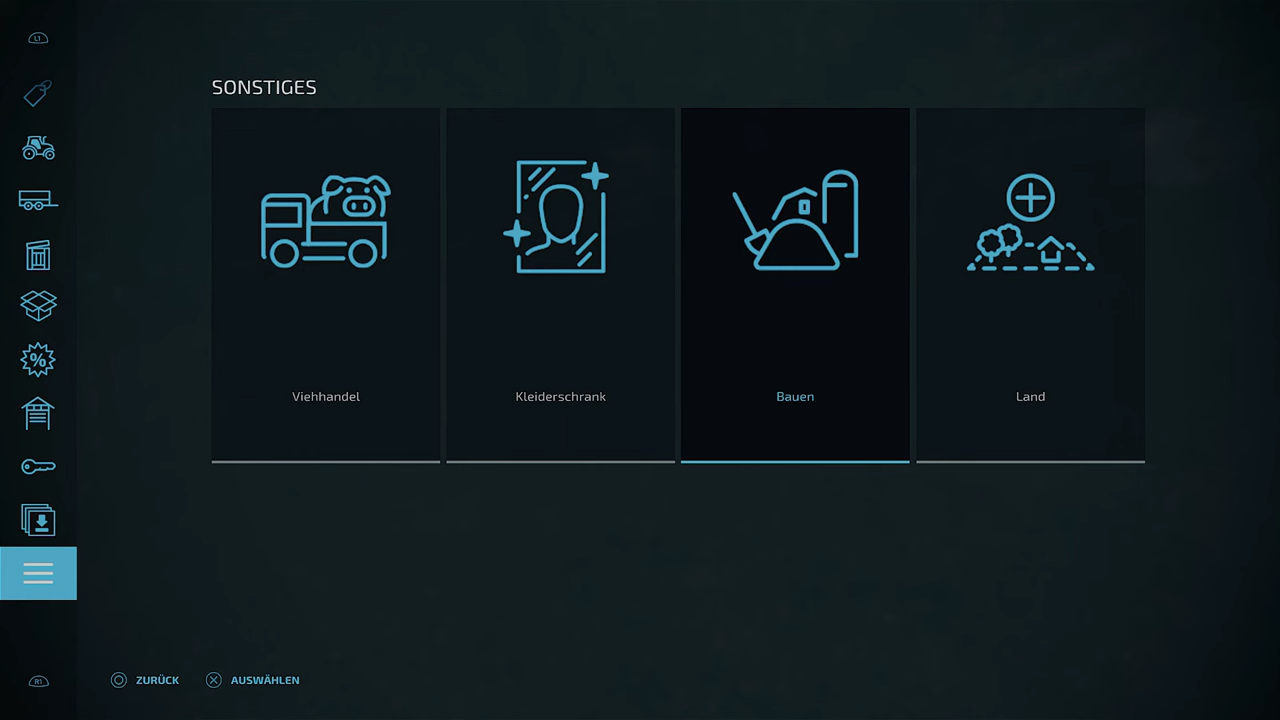 L1
SONSTIGES
%
Viehhandel
Kleiderschrank
Bauen
Land
R1
ZURÜCK
AUSWÄHLEN